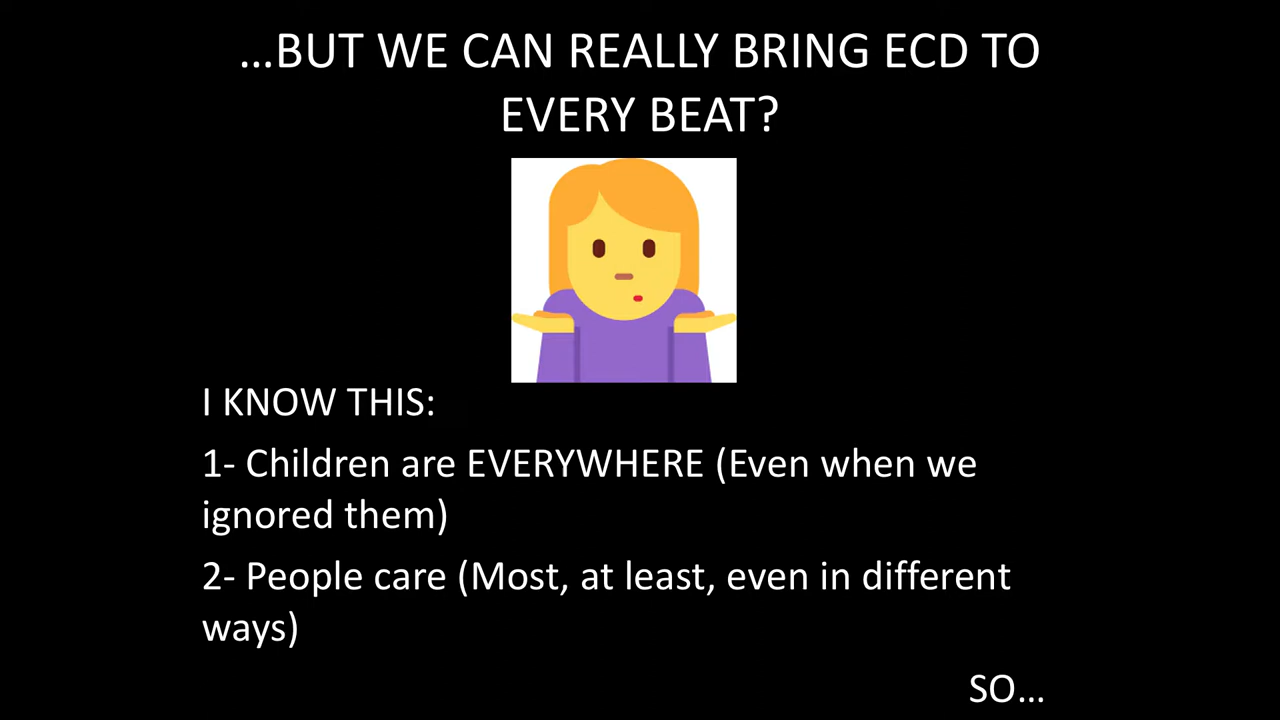 …BUT WE CAN REALLY BRING ECD TO
EVERY BEAT?
I KNOW THIS:
1- Children are EVERYWHERE (Even when we
ignored them)
2- People care (Most, at least, even in different
ways)
SO…